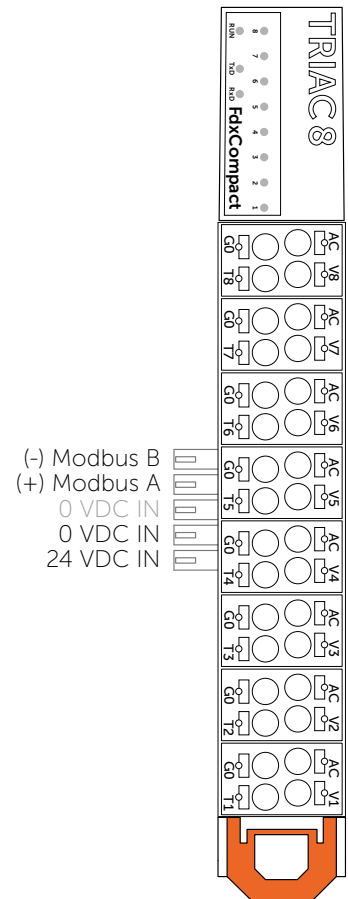 TRIAC 8
FdxCompact
RUN
TxD
RxD
8
7
6
5
4
3
2
1
G0 AC
T8 V8
G0 AC
T7 V7
G0 AC
T6 V6
G0 AC
T5 V5
G0 AC
T4 V4
G0 AC
T3 V3
G0 AC
T2 V2
G0 AC
T1 V1
(-) Modbus B
(+) Modbus A
0 VDC IN
0 VDC IN
24 VDC IN